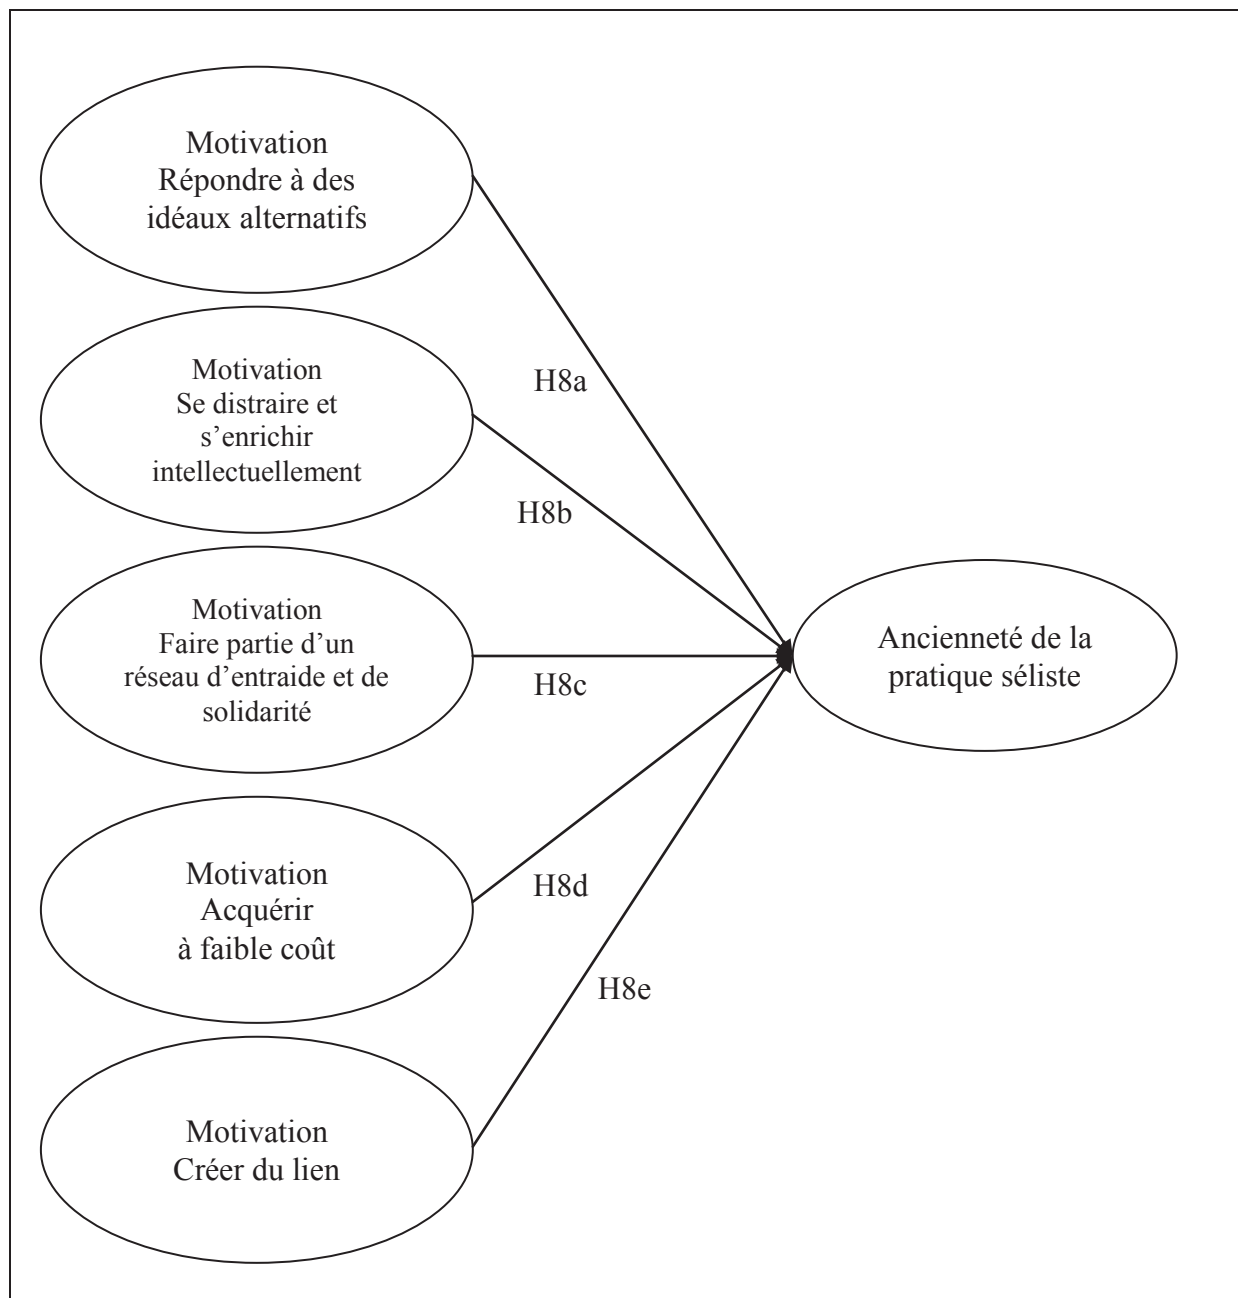 Motivation
Répondre à des
idéaux alternatifs
Motivation
Se distraire et
s’enrichir
intellectuellement
Motivation
Faire partie d’un
réseau d’entraide et de
solidarité
Motivation
Acquérir
à faible coût
Motivation
Créer du lien
H8a
H8b
H8c
H8d
H8e
Ancienneté de la
pratique séliste